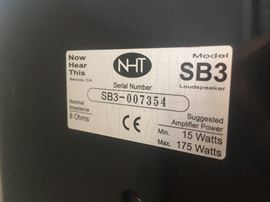 Now
Hear
This
Benicia, CA
NHT
Model
SB3
Loudspeaker
Serial Number
SB3-007354
Nominal
Impedance
8 Ohms
CE
Suggested
Amplifier Power
Min. 15 Watts
Max. 175 Watts